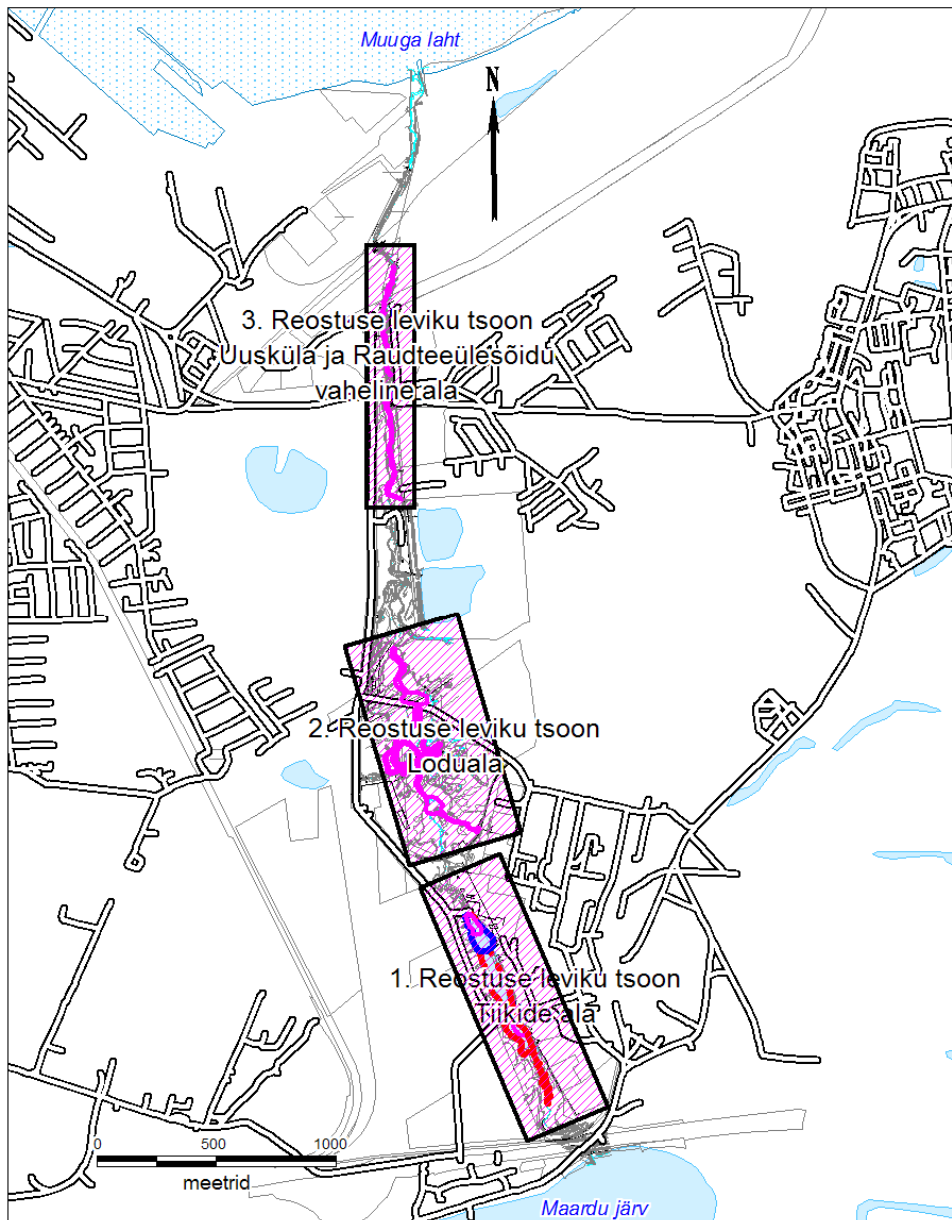 Muuga laht
N
3. Reostuse leviku tsoon
Uusküla ja Raudteeülesõidu
vaheline ala
2. Reostuse leviku tsoon
Loduala
1. Reostuse leviku tsoon
Tiikide ala
0 500 1000
meetrid
Maardu järv